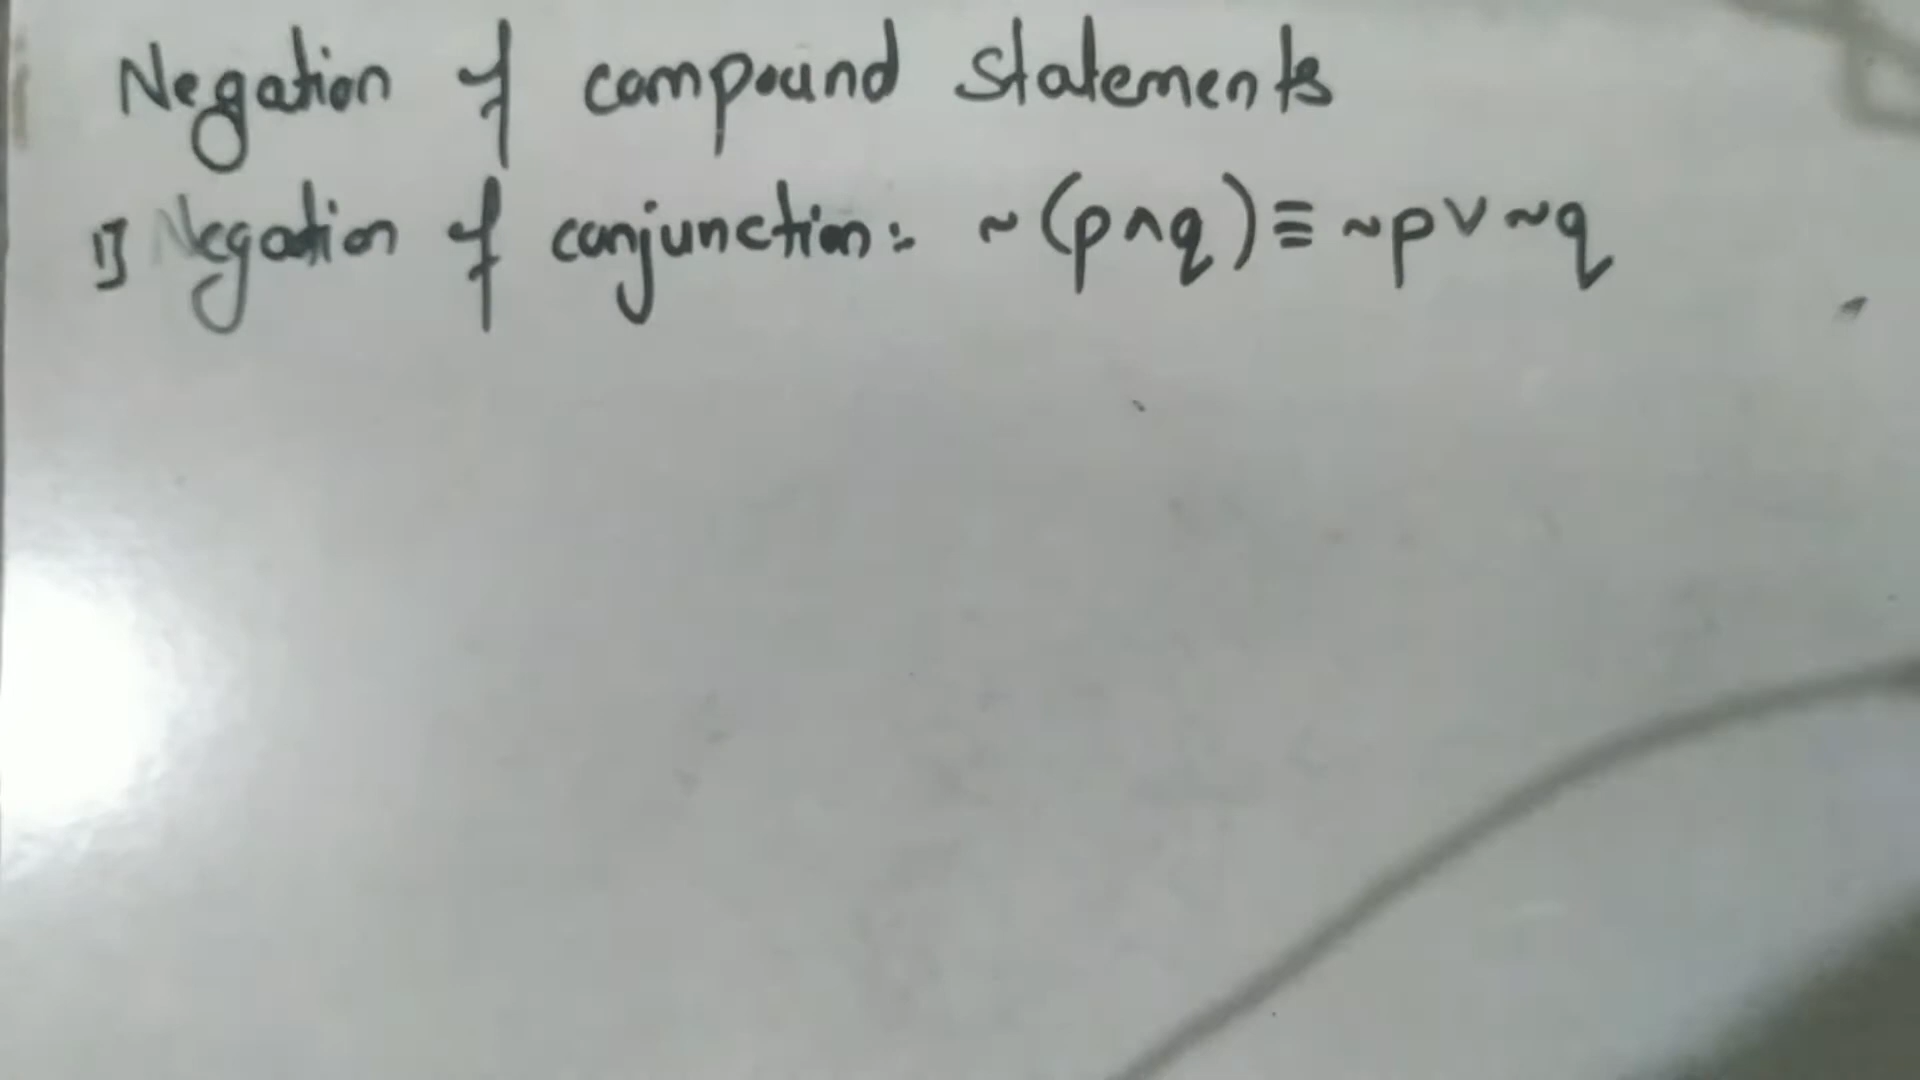 Negation of compound statements
1] Negation of conjunction:- ~(p∧q)≡ ~p∨~q